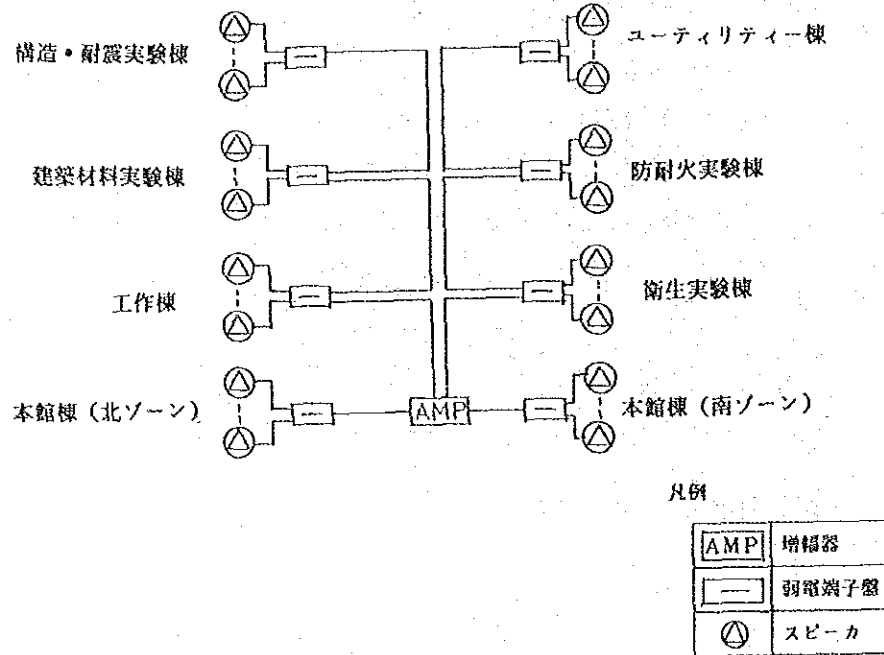 構造・耐震実験棟
ユーティリティー棟
建築材料実験棟
防耐火実験棟
工作棟
衛生実験棟
本館棟（北ゾーン）
AMP
本館棟（南ゾーン）
凡例
AMP 増幅器
弱電端子盤
スピーカ